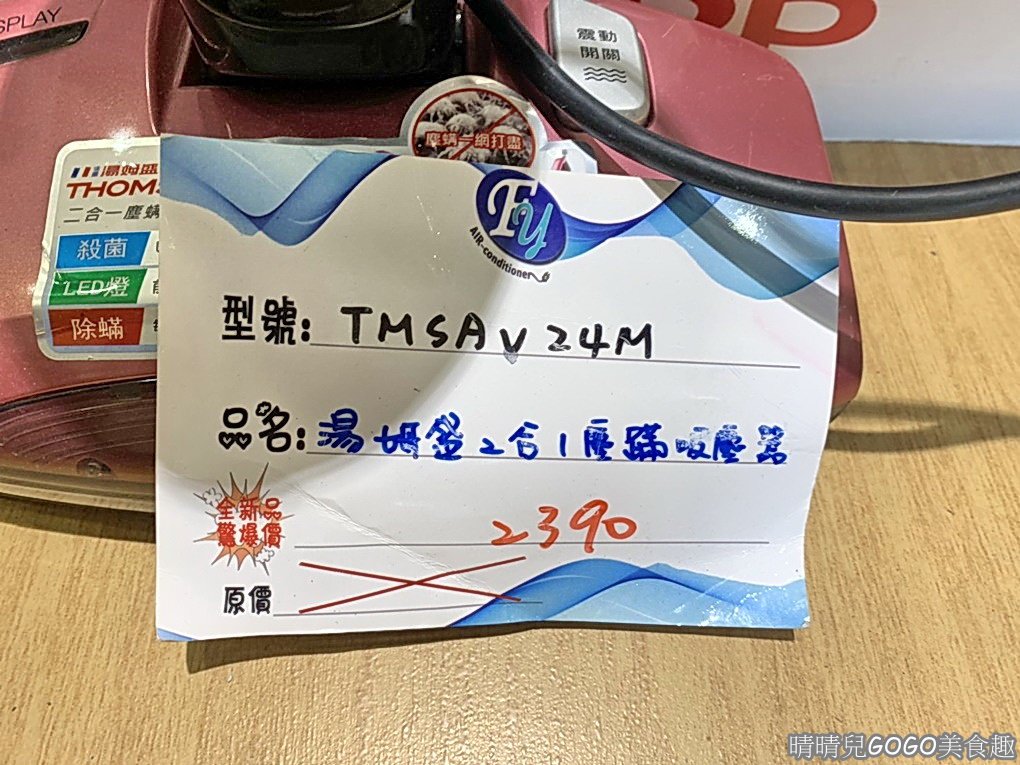 SPLAY
震動
開關
塵螨一網打盡
湯姆盛
THOMS
二合一塵螨
殺菌
LED燈
除蟎
Fy
AIR-conditioner
型號: TMSAV24M
品名: 湯姆盛2合1塵蹣吸塵器
全新品
驚爆價 2390
原價
晴晴兒GOGO美食趣